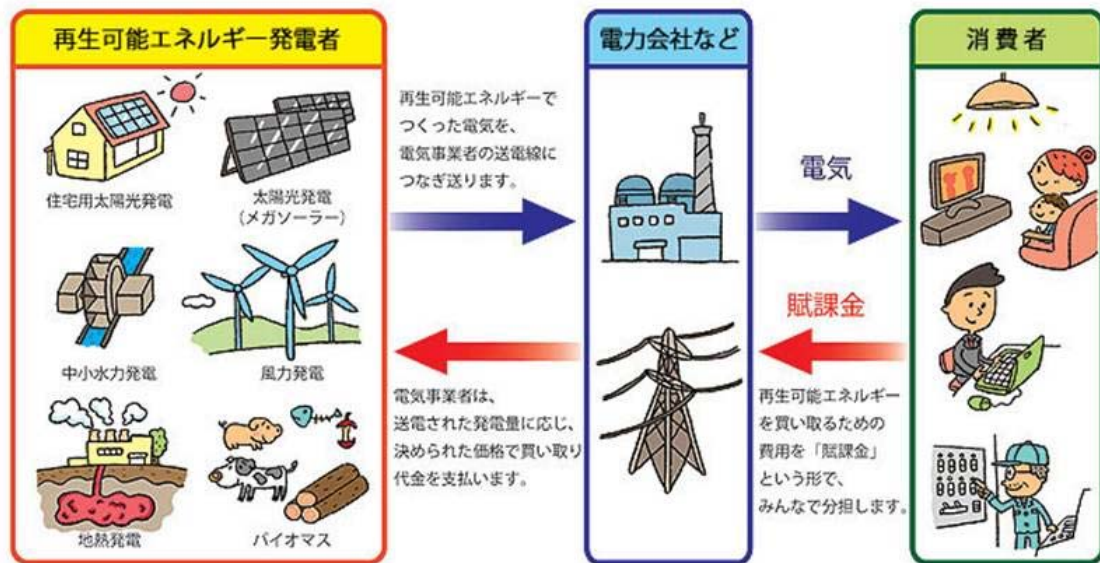 再生可能エネルギー発電者
住宅用太陽光発電
太陽光発電
（メガソーラー）
中小水力発電
風力発電
地熱発電
バイオマス
再生可能エネルギーで
つくった電気を、
電気事業者の送電線に
つなぎ送ります。
電気事業者は、
送電された発電量に応じ、
決められた価格で買い取り
代金を支払います。
電力会社など
電気
賦課金
再生可能エネルギー
を買い取るための
費用を「賦課金」
という形で、
みんなで分担します。
消費者